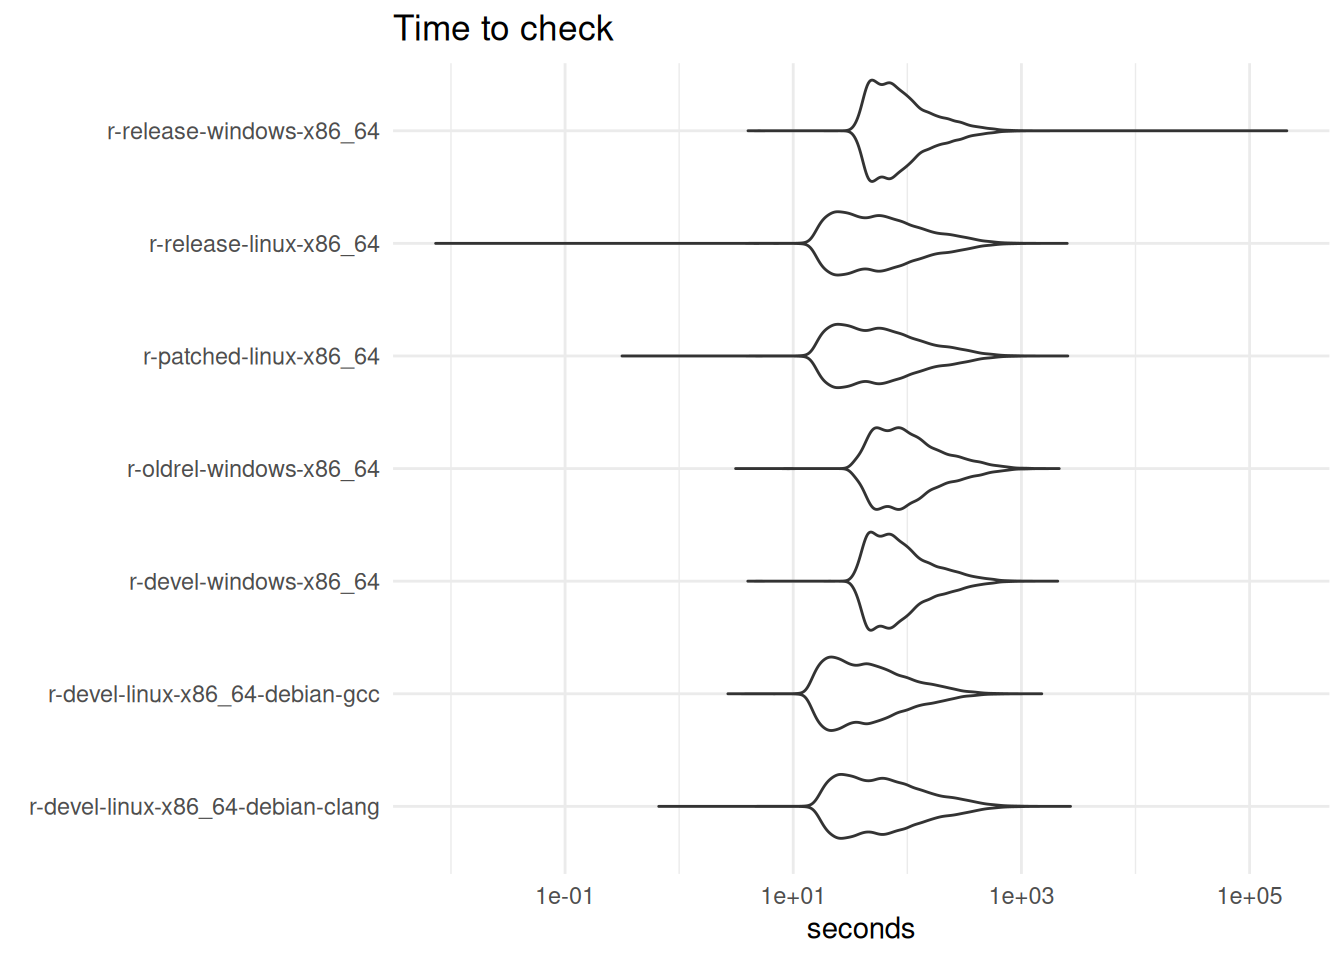 Time to check
r-release-windows-x86_64
r-release-linux-x86_64
r-patched-linux-x86_64
r-oldrel-windows-x86_64
r-devel-windows-x86_64
r-devel-linux-x86_64-debian-gcc
r-devel-linux-x86_64-debian-clang
1e-01 1e+01 1e+03 1e+05
seconds